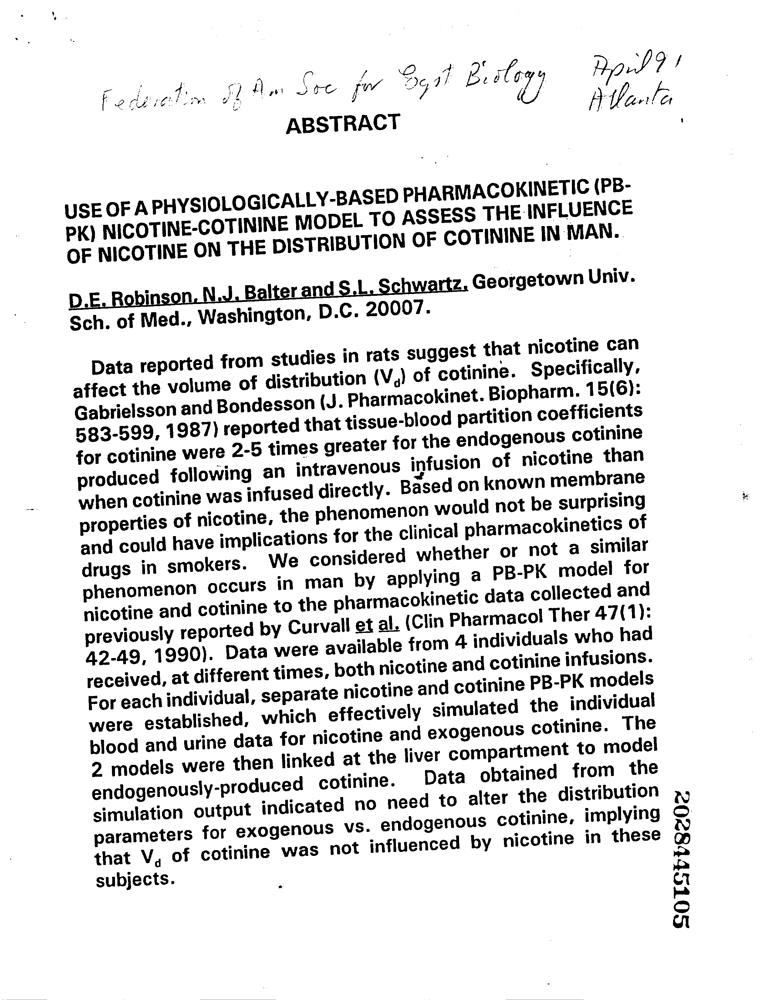 Federation of Am Soc for Expt Biology
April 91
Atlanta
ABSTRACT
USE OF A PHYSIOLOGICALLY-BASED PHARMACOKINETIC (PB-
PK) NICOTINE-COTININE MODEL TO ASSESS THE INFLUENCE
OF NICOTINE ON THE DISTRIBUTION OF COTININE IN MAN.
D.E. Robinson, N.J. Balter and S.L. Schwartz, Georgetown Univ.
Sch. of Med., Washington, D.C. 20007.
Data reported from studies in rats suggest that nicotine can
affect the volume of distribution (Vd) of cotinine. Specifically,
Gabrielsson and Bondesson (J. Pharmacokinet. Biopharm. 15(6):
583-599, 1987) reported that tissue-blood partition coefficients
for cotinine were 2-5 times greater for the endogenous cotinine
produced following an intravenous infusion of nicotine than
when cotinine was infused directly. Based on known membrane
properties of nicotine, the phenomenon would not be surprising
and could have implications for the clinical pharmacokinetics of
drugs in smokers. We considered whether or not a similar
phenomenon occurs in man by applying a PB-PK model for
nicotine and cotinine to the pharmacokinetic data collected and
previously reported by Curvall et al. (Clin Pharmacol Ther 47(1):
42-49, 1990). Data were available from 4 individuals who had
received, at different times, both nicotine and cotinine infusions.
For each individual, separate nicotine and cotinine PB-PK models
were established, which effectively simulated the individual
blood and urine data for nicotine and exogenous cotinine. The
2 models were then linked at the liver compartment to model
endogenously-produced cotinine. Data obtained from the
simulation output indicated no need to alter the distribution
parameters for exogenous vs. endogenous cotinine, implying
that Vd of cotinine was not influenced by nicotine in these
subjects.
2028445105